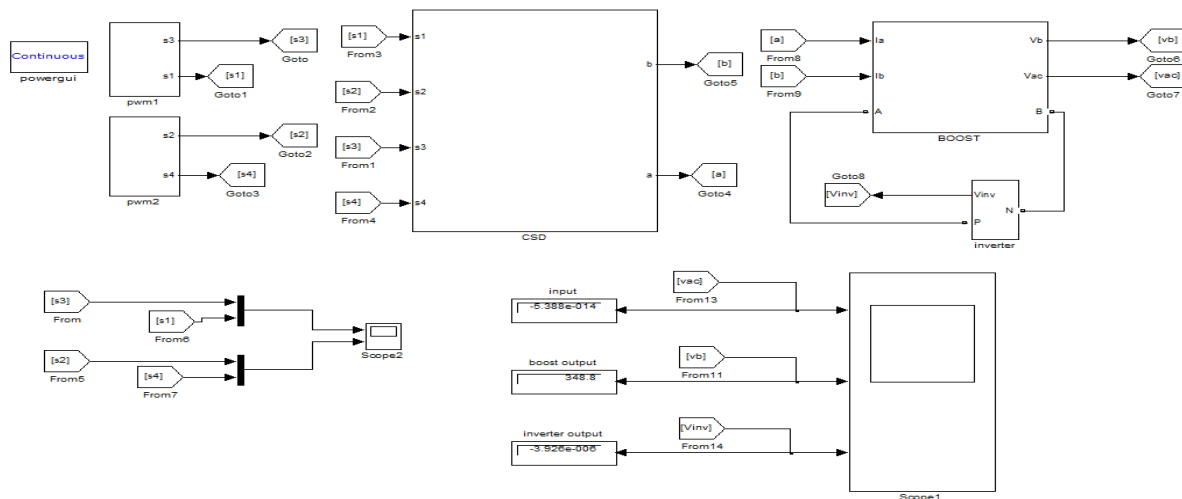 Continuous
powergui
s3
s1
pwm1
[s3]
Goto
[s1]
Goto1
s2
s4
pwm2
[s2]
Goto2
[s4]
Goto3
[s1]
From3
[s2]
From2
[s3]
From1
[s4]
From4
s1
s2
s3
s4
b
a
CSD
[b]
Goto5
[a]
Goto4
[a]
From8
[b]
From9
Ia
Ib
A
Vb
Vac
B
BOOST
[vb]
Goto6
[vac]
Goto7
Goto8
[Vinv]
Vinv
N
P
inverter
[s3]
From
[s1]
From6
[s2]
From5
[s4]
From7
Scope2
input
-5.388e-014
[vac]
From13
boost output
348.8
[vb]
From11
inverter output
-3.926e-006
[Vinv]
From14
Scope1